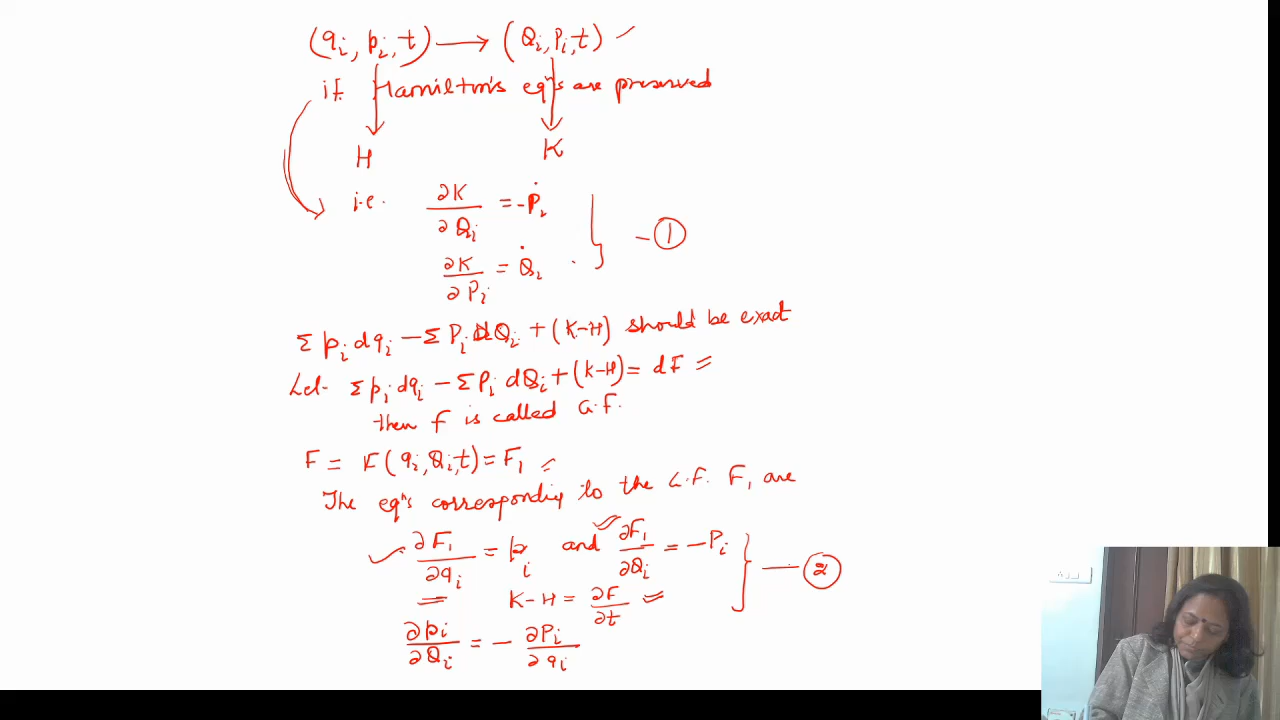 (qi, pi, t) → (Qi, Pi, t)
if Hamilton's eqⁿs are preserved
H K
i.e. ∂K/∂Qi = -Ṗi
∂K/∂Pi = Q̇i } - ①
Σ pi dqi - Σ Pi dQi + (K-H) should be exact
Let Σ pi dqi - Σ Pi dQi + (K-H) = dF
then F is called G.F.
F = F(qi, Qi, t) = F₁
The eqⁿs corresponding to the G.F. F₁ are
∂F₁/∂qi = pi and ∂F₁/∂Qi = -Pi
K-H = ∂F/∂t } — ②
∂pi/∂Qi = - ∂Pi/∂qi